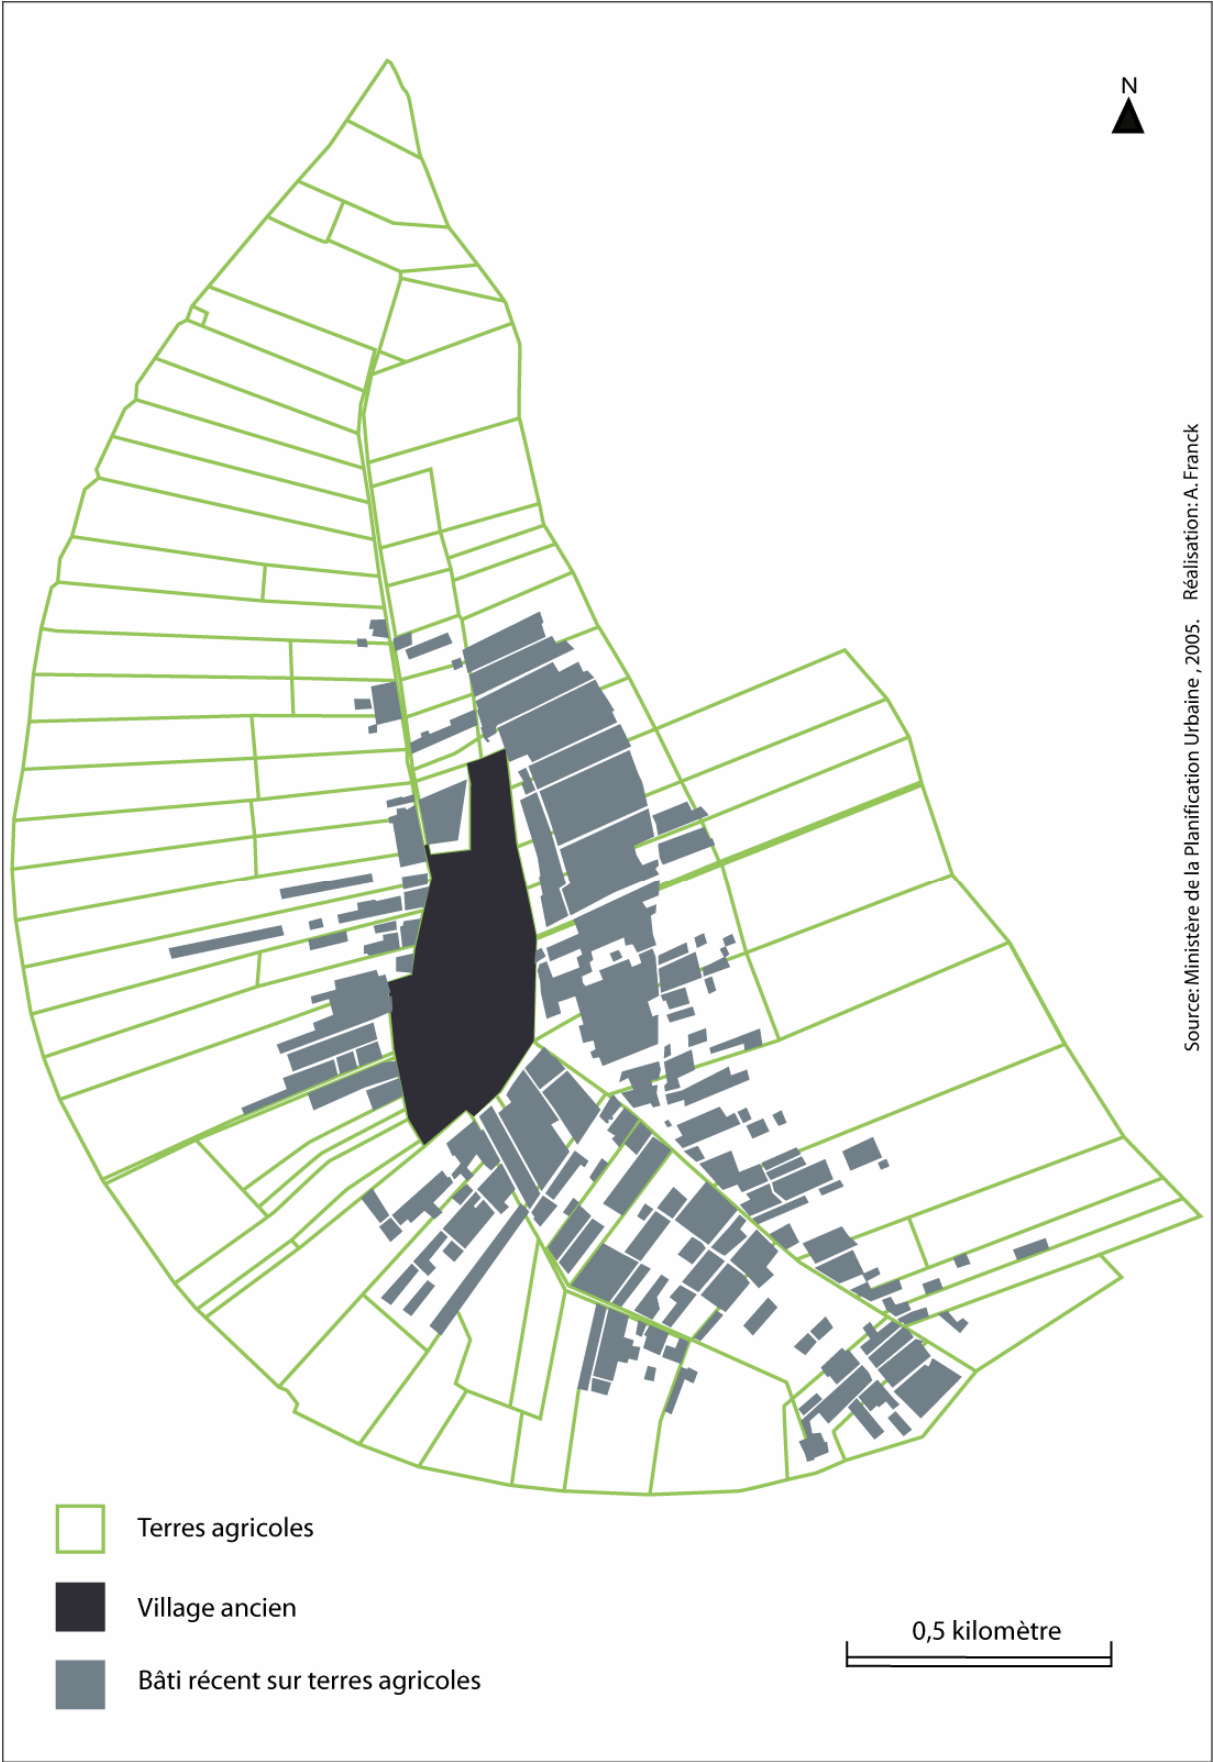 N
Source: Ministère de la Planification Urbaine , 2005. Réalisation: A. Franck
Terres agricoles
Village ancien
Bâti récent sur terres agricoles
0,5 kilomètre